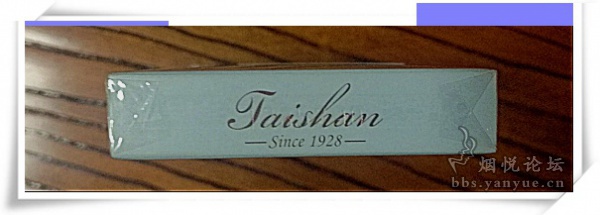 Taishan
Since 1928
烟悦论坛
bbs.yanyue.cn